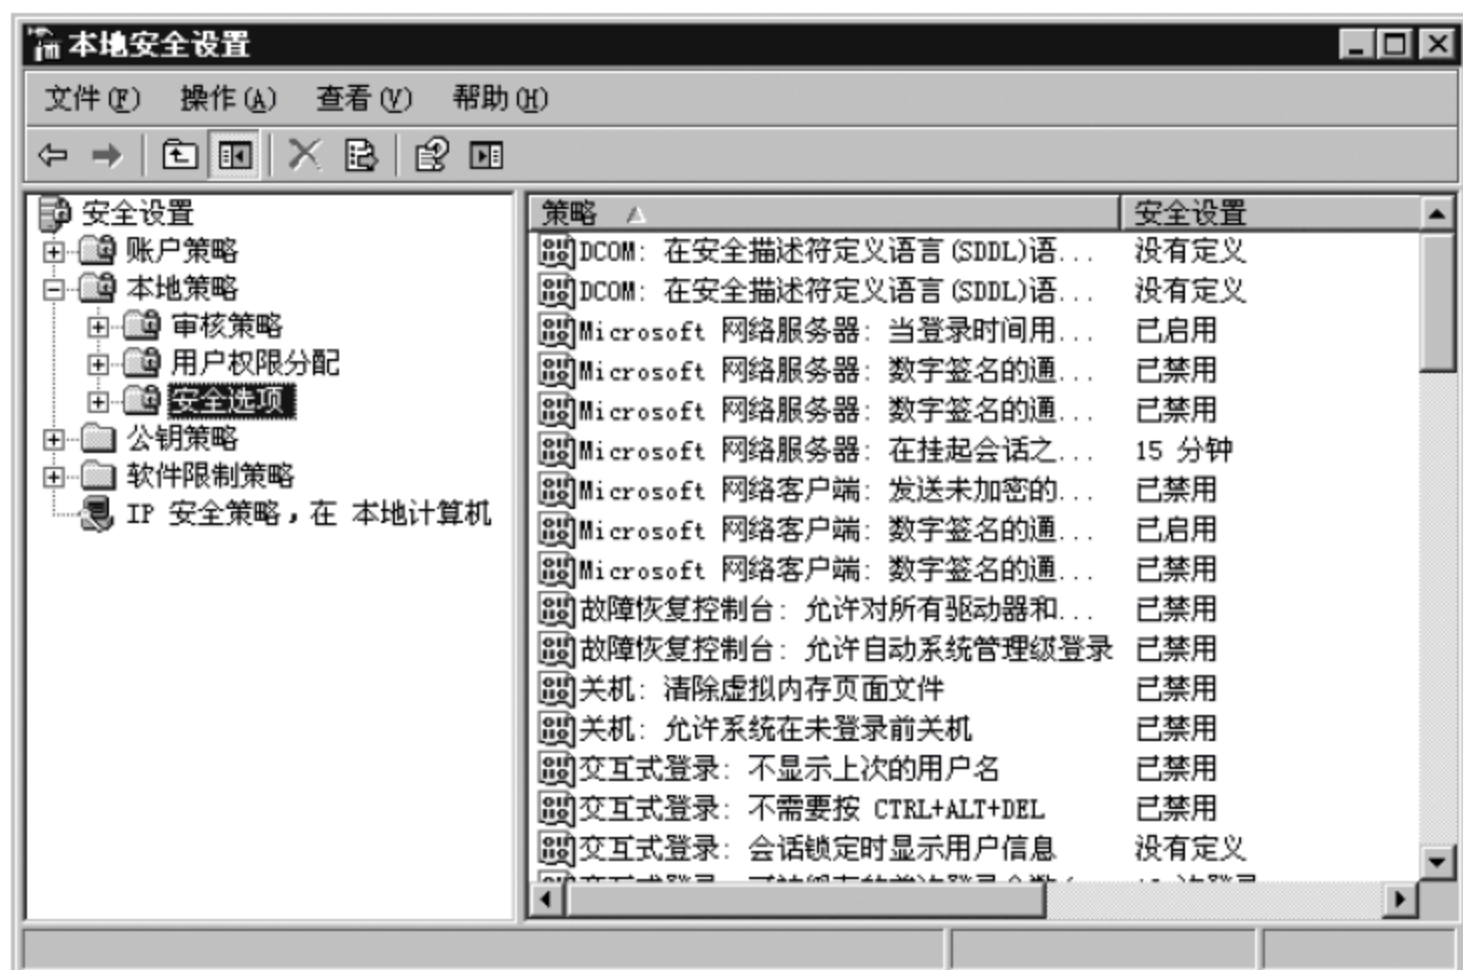 本地安全设置
文件(F) 操作(A) 查看(V) 帮助(H)
安全设置
账户策略
本地策略
审核策略
用户权限分配
安全选项
公钥策略
软件限制策略
IP 安全策略，在 本地计算机
策略 安全设置
DCOM: 在安全描述符定义语言(SDDL)语... 没有定义
DCOM: 在安全描述符定义语言(SDDL)语... 没有定义
Microsoft 网络服务器: 当登录时间用... 已启用
Microsoft 网络服务器: 数字签名的通... 已禁用
Microsoft 网络服务器: 数字签名的通... 已禁用
Microsoft 网络服务器: 在挂起会话之... 15 分钟
Microsoft 网络客户端: 发送未加密的... 已禁用
Microsoft 网络客户端: 数字签名的通... 已启用
Microsoft 网络客户端: 数字签名的通... 已禁用
故障恢复控制台: 允许对所有驱动器和... 已禁用
故障恢复控制台: 允许自动系统管理级登录 已禁用
关机: 清除虚拟内存页面文件 已禁用
关机: 允许系统在未登录前关机 已禁用
交互式登录: 不显示上次的用户名 已禁用
交互式登录: 不需要按 CTRL+ALT+DEL 已禁用
交互式登录: 会话锁定时显示用户信息 没有定义